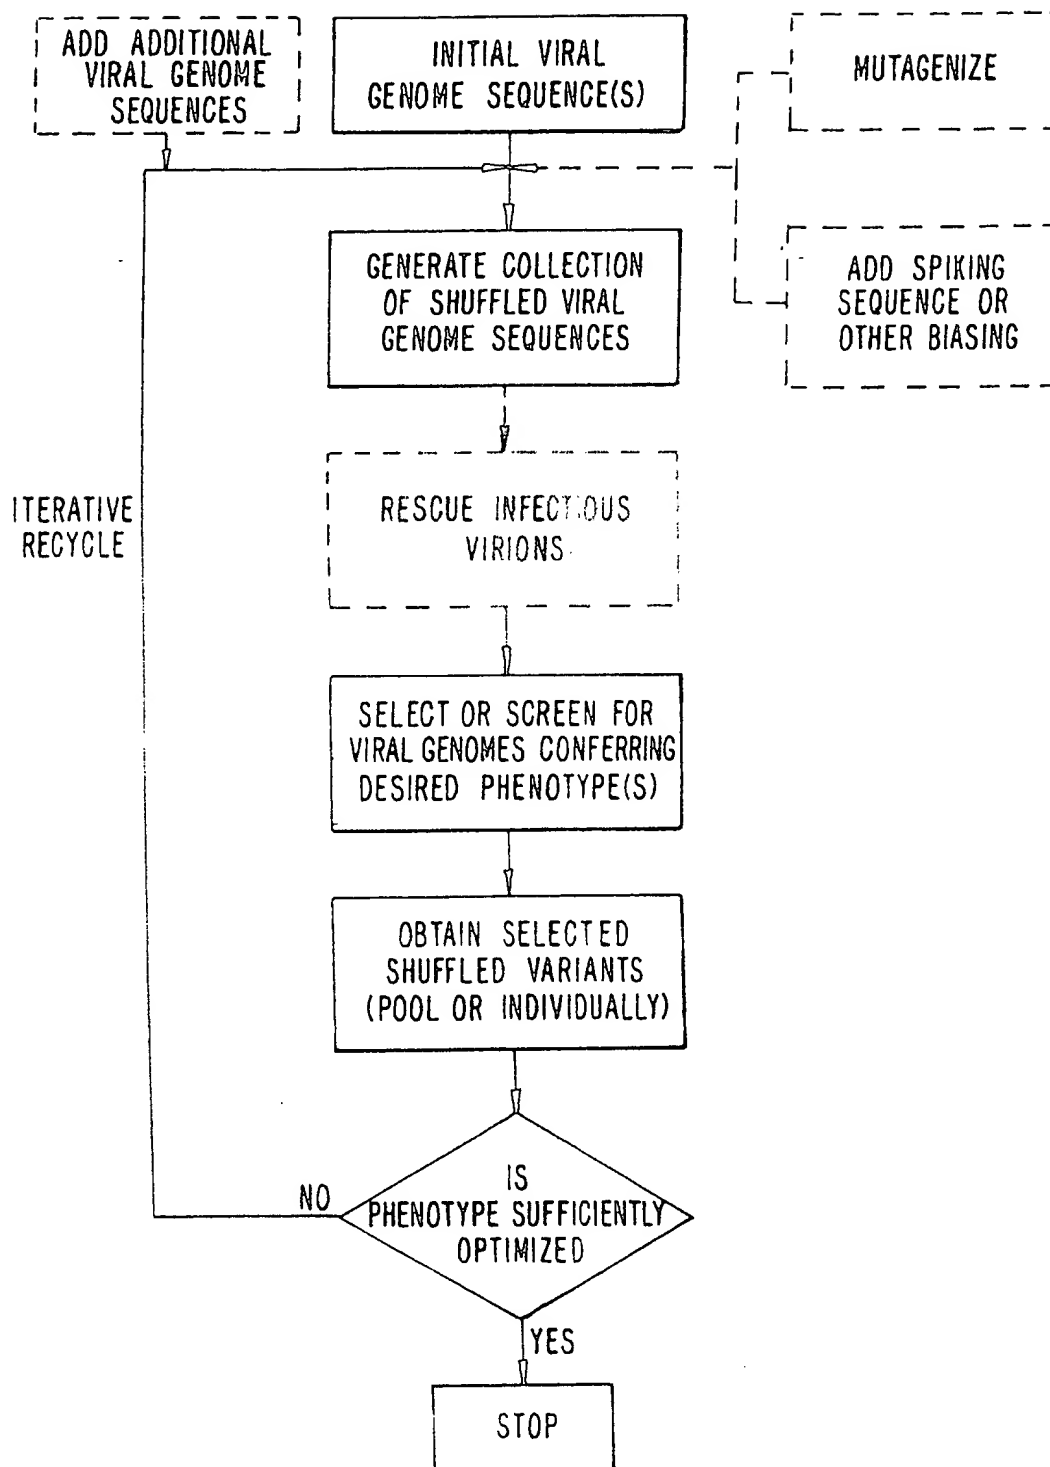 ADD ADDITIONAL
VIRAL GENOME
SEQUENCES
INITIAL VIRAL
GENOME SEQUENCE(S)
MUTAGENIZE
GENERATE COLLECTION
OF SHUFFLED VIRAL
GENOME SEQUENCES
ADD SPIKING
SEQUENCE OR
OTHER BIASING
ITERATIVE
RECYCLE
RESCUE INFECTIOUS
VIRIONS
SELECT OR SCREEN FOR
VIRAL GENOMES CONFERRING
DESIRED PHENOTYPE(S)
OBTAIN SELECTED
SHUFFLED VARIANTS
(POOL OR INDIVIDUALLY)
NO
IS
PHENOTYPE SUFFICIENTLY
OPTIMIZED
YES
STOP